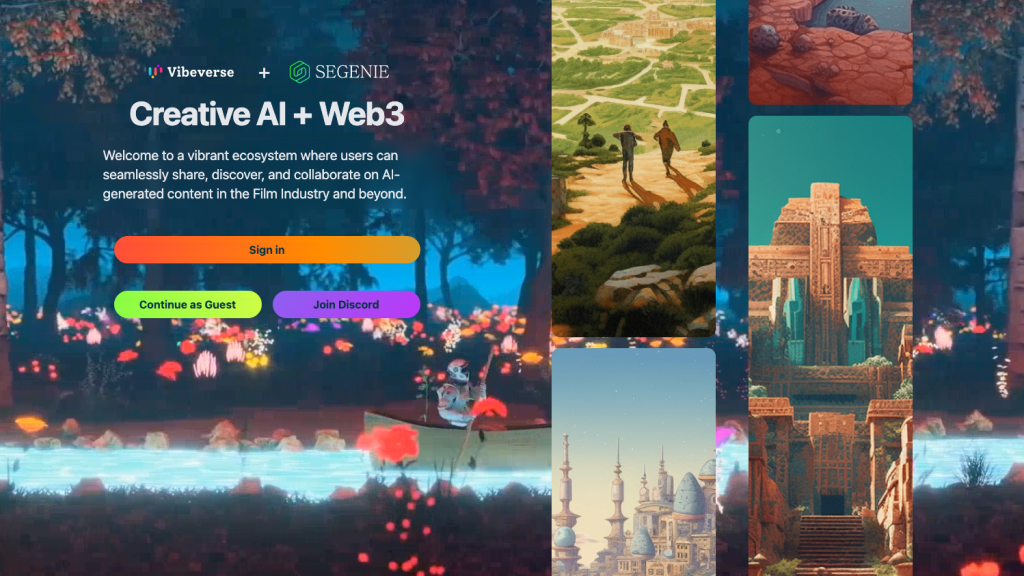 Vibeverse + SEGENIE
Creative AI + Web3
Welcome to a vibrant ecosystem where users can
seamlessly share, discover, and collaborate on AI-
generated content in the Film Industry and beyond.
Sign in
Continue as Guest
Join Discord